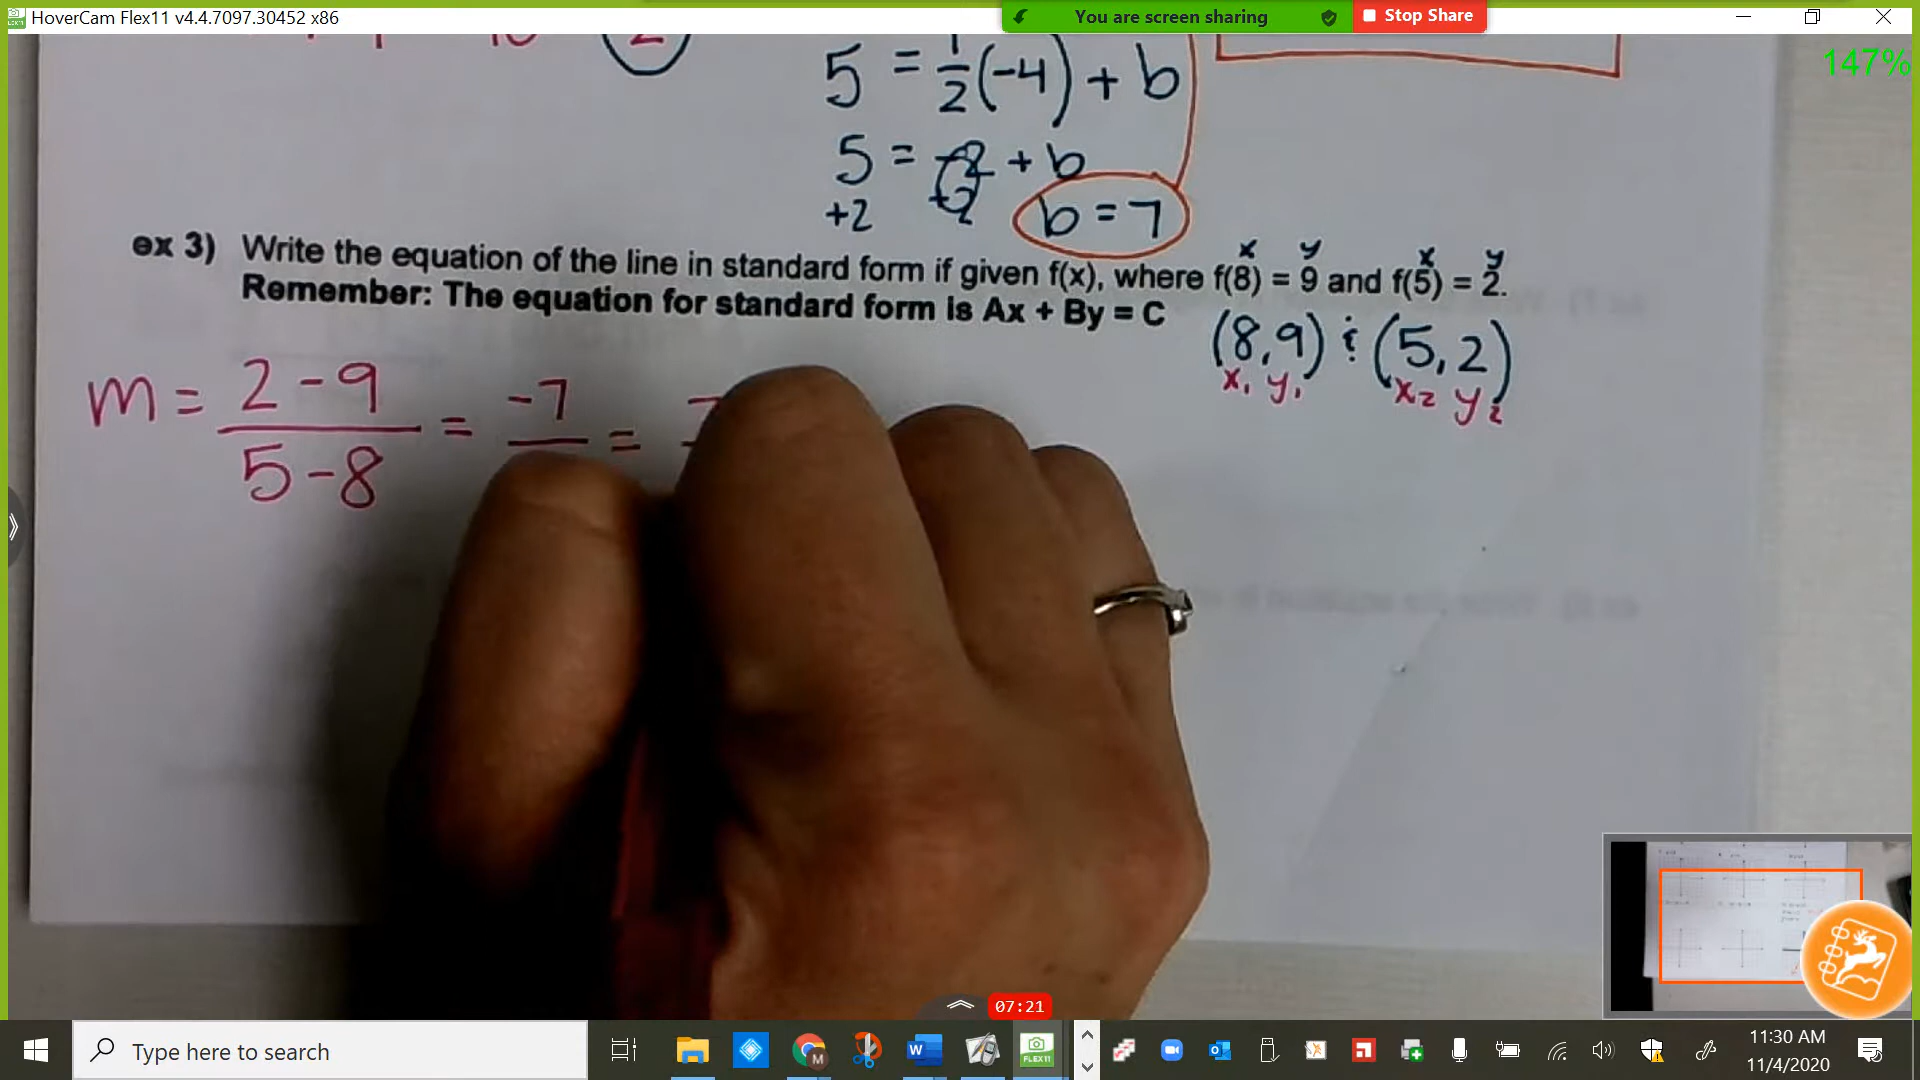 HoverCam Flex11 v4.4.7097.30452 x86
You are screen sharing
Stop Share
147%
5 = 1/2(-4) + b
5 = -2 + b
+2 +2 b = 7
x y x y
ex 3) Write the equation of the line in standard form if given f(x), where f(8) = 9 and f(5) = 2.
Remember: The equation for standard form is Ax + By = C
(8,9) & (5,2)
x₁ y₁ x₂ y₂
m = 2-9 = -7 = 7
5-8
07:21
Type here to search
FLEX11
11:30 AM
11/4/2020